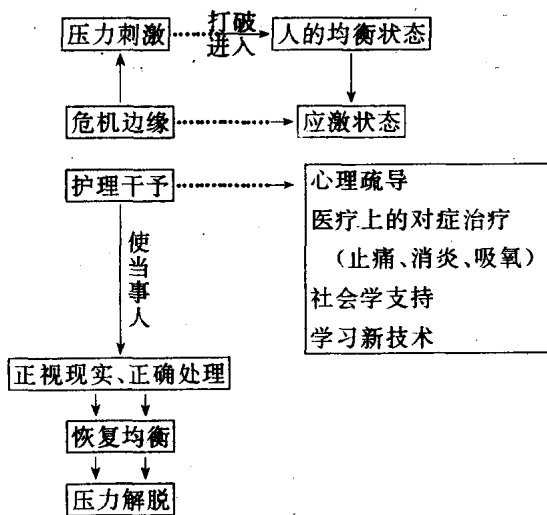 压力刺激
打破
进入
人的均衡状态
危机边缘
应激状态
护理干予
心理疏导
医疗上的对症治疗
（止痛、消炎、吸氧）
社会学支持
学习新技术
使当事人
正视现实、正确处理
恢复均衡
压力解脱